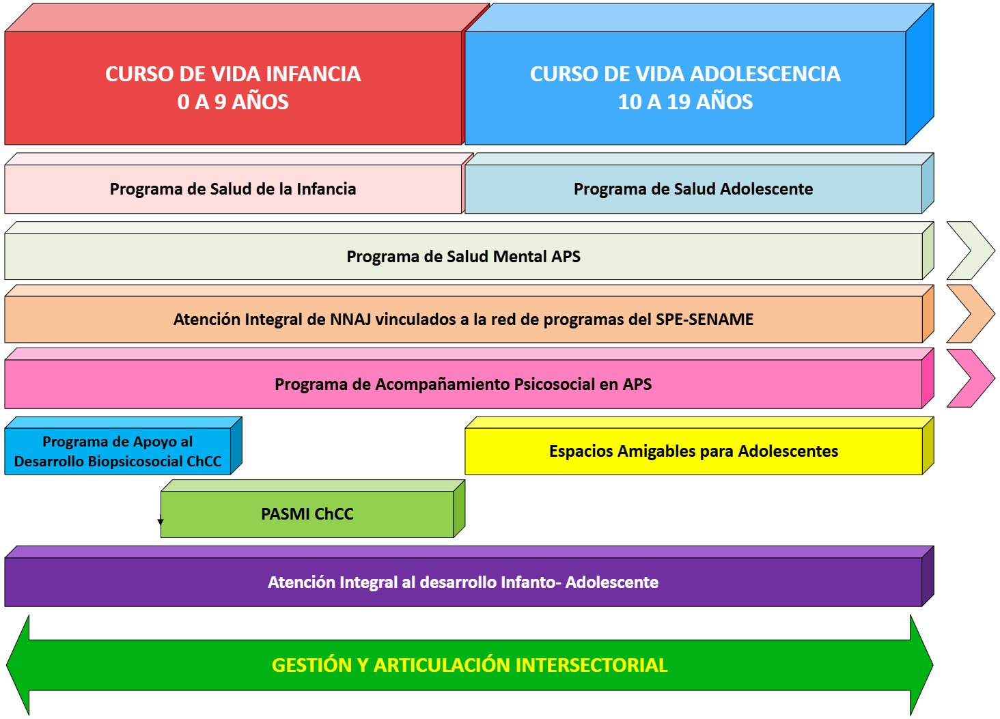 CURSO DE VIDA INFANCIA
0 A 9 AÑOS
CURSO DE VIDA ADOLESCENCIA
10 A 19 AÑOS
Programa de Salud de la Infancia
Programa de Salud Adolescente
Programa de Salud Mental APS
Atención Integral de NNAJ vinculados a la red de programas del SPE-SENAME
Programa de Acompañamiento Psicosocial en APS
Programa de Apoyo al
Desarrollo Biopsicosocial ChCC
Espacios Amigables para Adolescentes
PASMI ChCC
Atención Integral al desarrollo Infanto- Adolescente
GESTIÓN Y ARTICULACIÓN INTERSECTORIAL